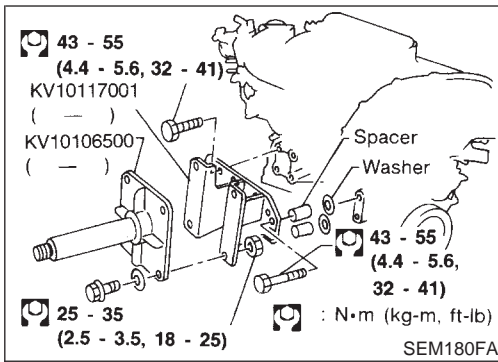 43 - 55
(4.4 - 5.6, 32 - 41)
KV10117001
( — )
KV10106500
( — )
Spacer
Washer
43 - 55
(4.4 - 5.6,
32 - 41)
25 - 35
(2.5 - 3.5, 18 - 25)
: N•m (kg-m, ft-lb)
SEM180FA